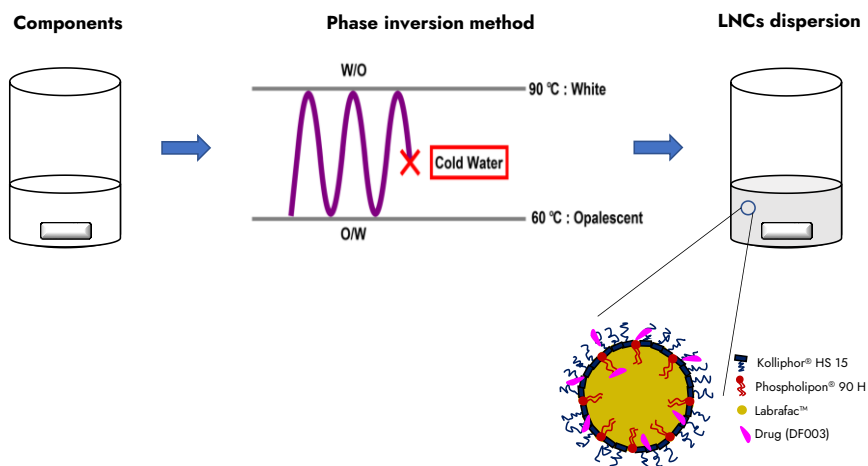 Components
Phase inversion method
LNCs dispersion
W/O
90 °C : White
Cold Water
60 °C : Opalescent
O/W
Kolliphor® HS 15
Phospholipon® 90 H
Labrafac™
Drug (DF003)